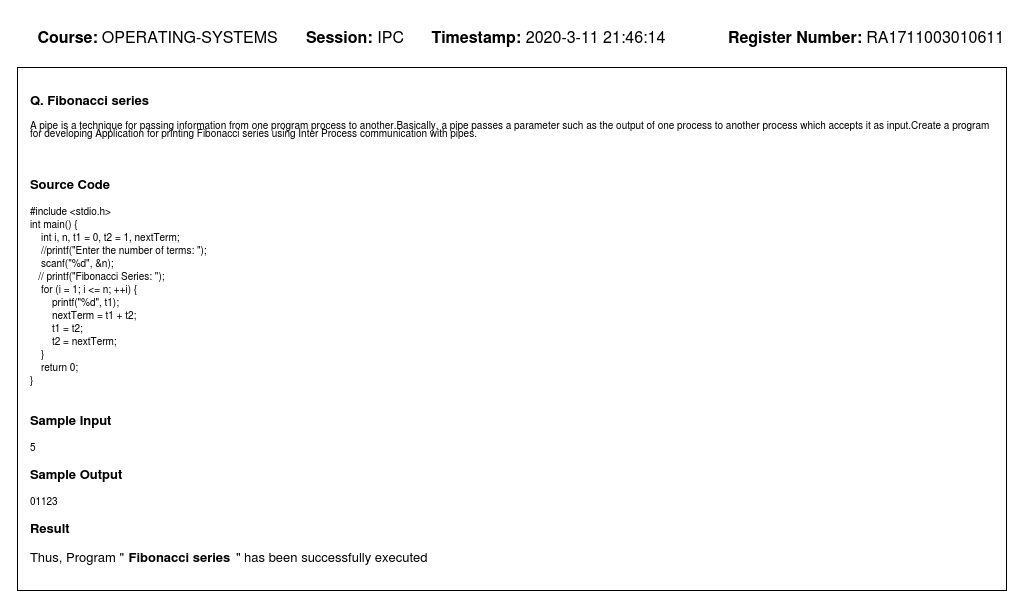 Course: OPERATING-SYSTEMS Session: IPC Timestamp: 2020-3-11 21:46:14 Register Number: RA1711003010611
Q. Fibonacci series
A pipe is a technique for passing information from one program process to another.Basically, a pipe passes a parameter such as the output of one process to another process which accepts it as input.Create a program
for developing Application for printing Fibonacci series using Inter Process communication with pipes.
Source Code
#include <stdio.h>
int main() {
    int i, n, t1 = 0, t2 = 1, nextTerm;
    //printf("Enter the number of terms: ");
    scanf("%d", &n);
   // printf("Fibonacci Series: ");
    for (i = 1; i <= n; ++i) {
        printf("%d", t1);
        nextTerm = t1 + t2;
        t1 = t2;
        t2 = nextTerm;
    }
    return 0;
}
Sample Input
5
Sample Output
01123
Result
Thus, Program " Fibonacci series " has been successfully executed